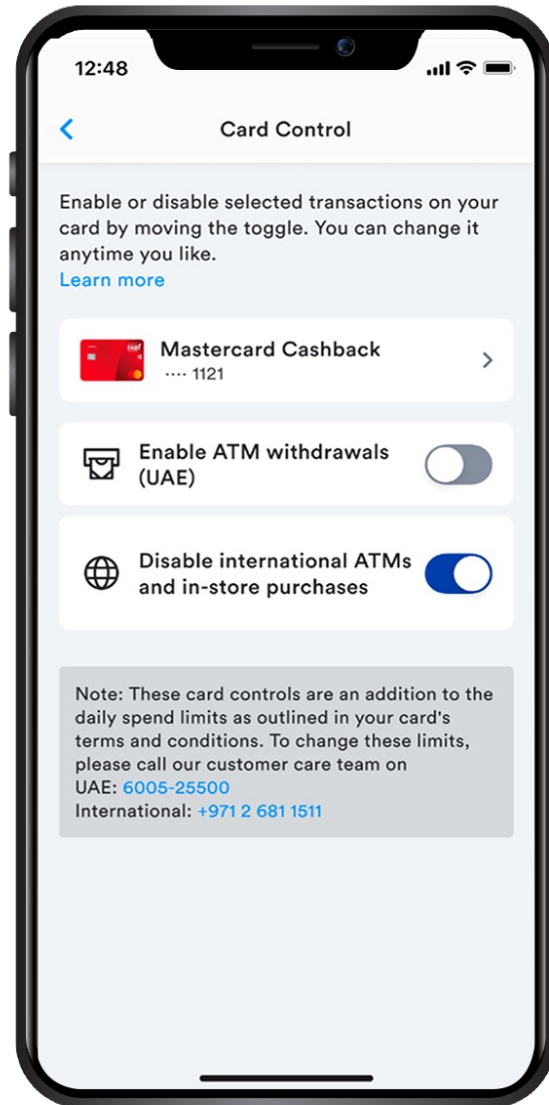 12:48
Card Control
Enable or disable selected transactions on your
card by moving the toggle. You can change it
anytime you like.
Learn more
FAB
Mastercard Cashback
···· 1121
Enable ATM withdrawals
(UAE)
Disable international ATMs
and in-store purchases
Note: These card controls are an addition to the
daily spend limits as outlined in your card's
terms and conditions. To change these limits,
please call our customer care team on
UAE: 6005-25500
International: +971 2 681 1511